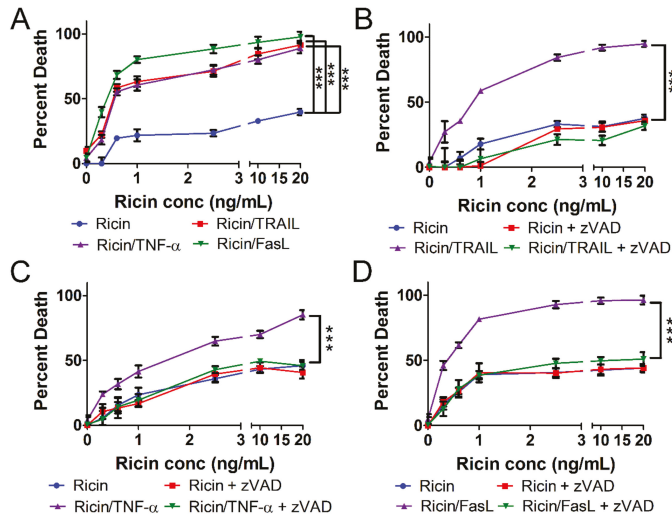 A
100
50
0
Percent Death
0
1
2
3
10
15
20
Ricin conc (ng/mL)
***
***
***
Ricin
Ricin/TRAIL
Ricin/TNF-α
Ricin/FasL
B
100
50
0
Percent Death
0
1
2
3
10
15
20
Ricin conc (ng/mL)
***
Ricin
Ricin + zVAD
Ricin/TRAIL
Ricin/TRAIL + zVAD
C
100
50
0
Percent Death
0
1
2
3
10
15
20
Ricin conc (ng/mL)
***
Ricin
Ricin + zVAD
Ricin/TNF-α
Ricin/TNF-α + zVAD
D
100
50
0
Percent Death
0
1
2
3
10
15
20
Ricin conc (ng/mL)
***
Ricin
Ricin + zVAD
Ricin/FasL
Ricin/FasL + zVAD